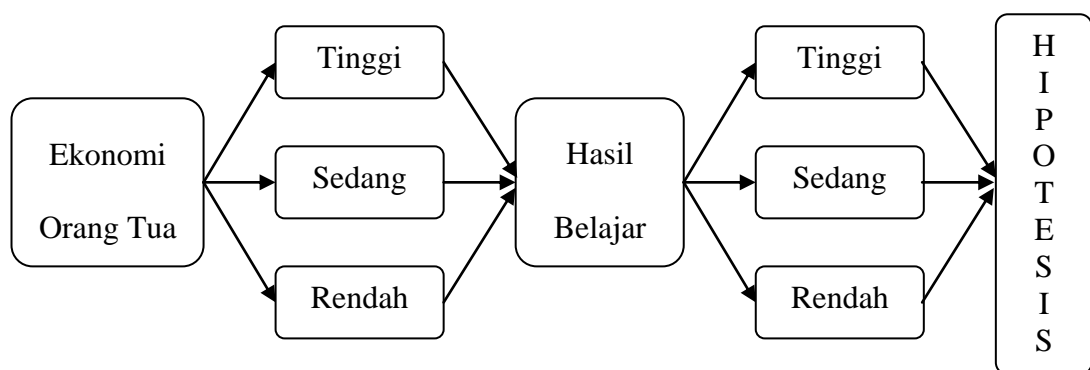 Ekonomi
Orang Tua
Tinggi
Sedang
Rendah
Hasil
Belajar
Tinggi
Sedang
Rendah
H
I
P
O
T
E
S
I
S